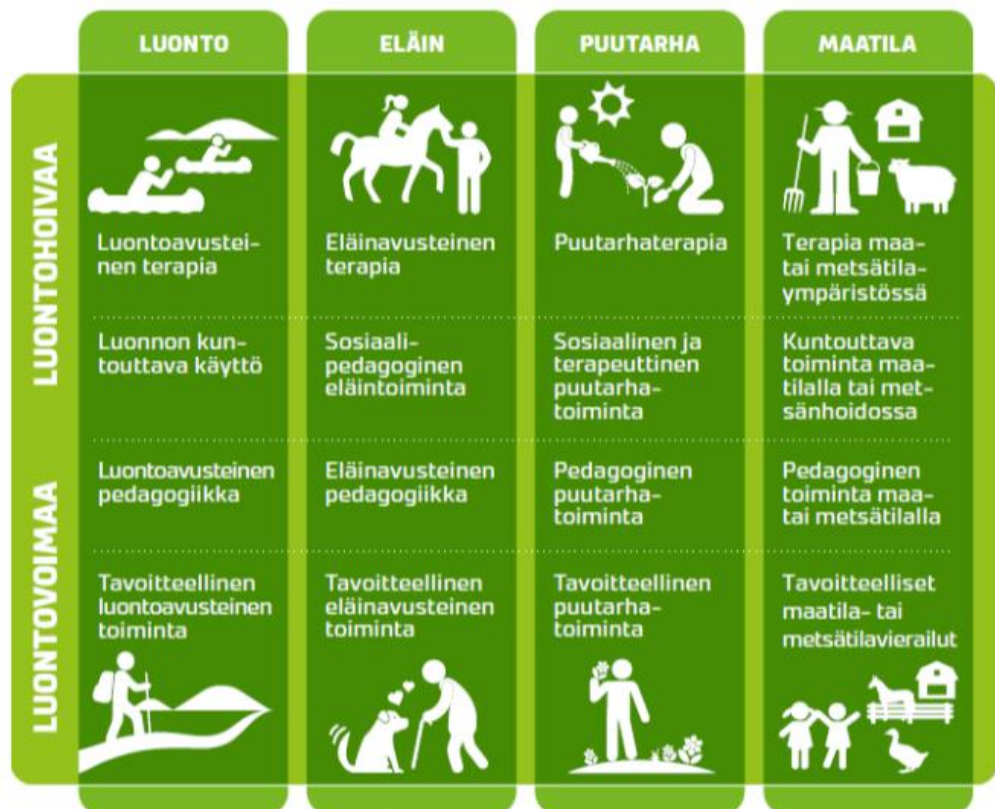 LUONTO
ELÄIN
PUUTARHA
MAATILA
LUONTOHOIVAA
Luontoavustei-
nen terapia
Eläinavusteinen
terapia
Puutarhaterapia
Terapia maa-
tai metsätila-
ympäristössä
Luonnon kun-
touttava käyttö
Sosiaali-
pedagoginen
eläintoiminta
Sosiaalinen ja
terapeuttinen
puutarha-
toiminta
Kuntouttava
toiminta maa-
tilalla tai met-
sänhoidossa
LUONTOVOIMAA
Luontoavusteinen
pedagogiikka
Eläinavusteinen
pedagogiikka
Pedagoginen
puutarha-
toiminta
Pedagoginen
toiminta maa-
tai metsätilalla
Tavoitteellinen
luontoavusteinen
toiminta
Tavoitteellinen
eläinavusteinen
toiminta
Tavoitteellinen
puutarha-
toiminta
Tavoitteelliset
maatila- tai
metsätilavierailut